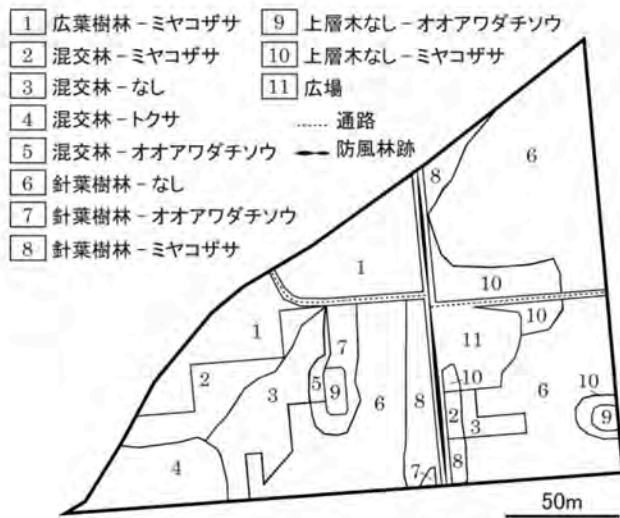 1 広葉樹林－ミヤコザサ
2 混交林－ミヤコザサ
3 混交林－なし
4 混交林－トクサ
5 混交林－オオアワダチソウ
6 針葉樹林－なし
7 針葉樹林－オオアワダチソウ
8 針葉樹林－ミヤコザサ
9 上層木なし－オオアワダチソウ
10 上層木なし－ミヤコザサ
11 広場
通路
防風林跡
6
8
1
10
10
1
11
7
2
5
9
3
6
8
10
6
10
2
3
9
4
7
8
50m